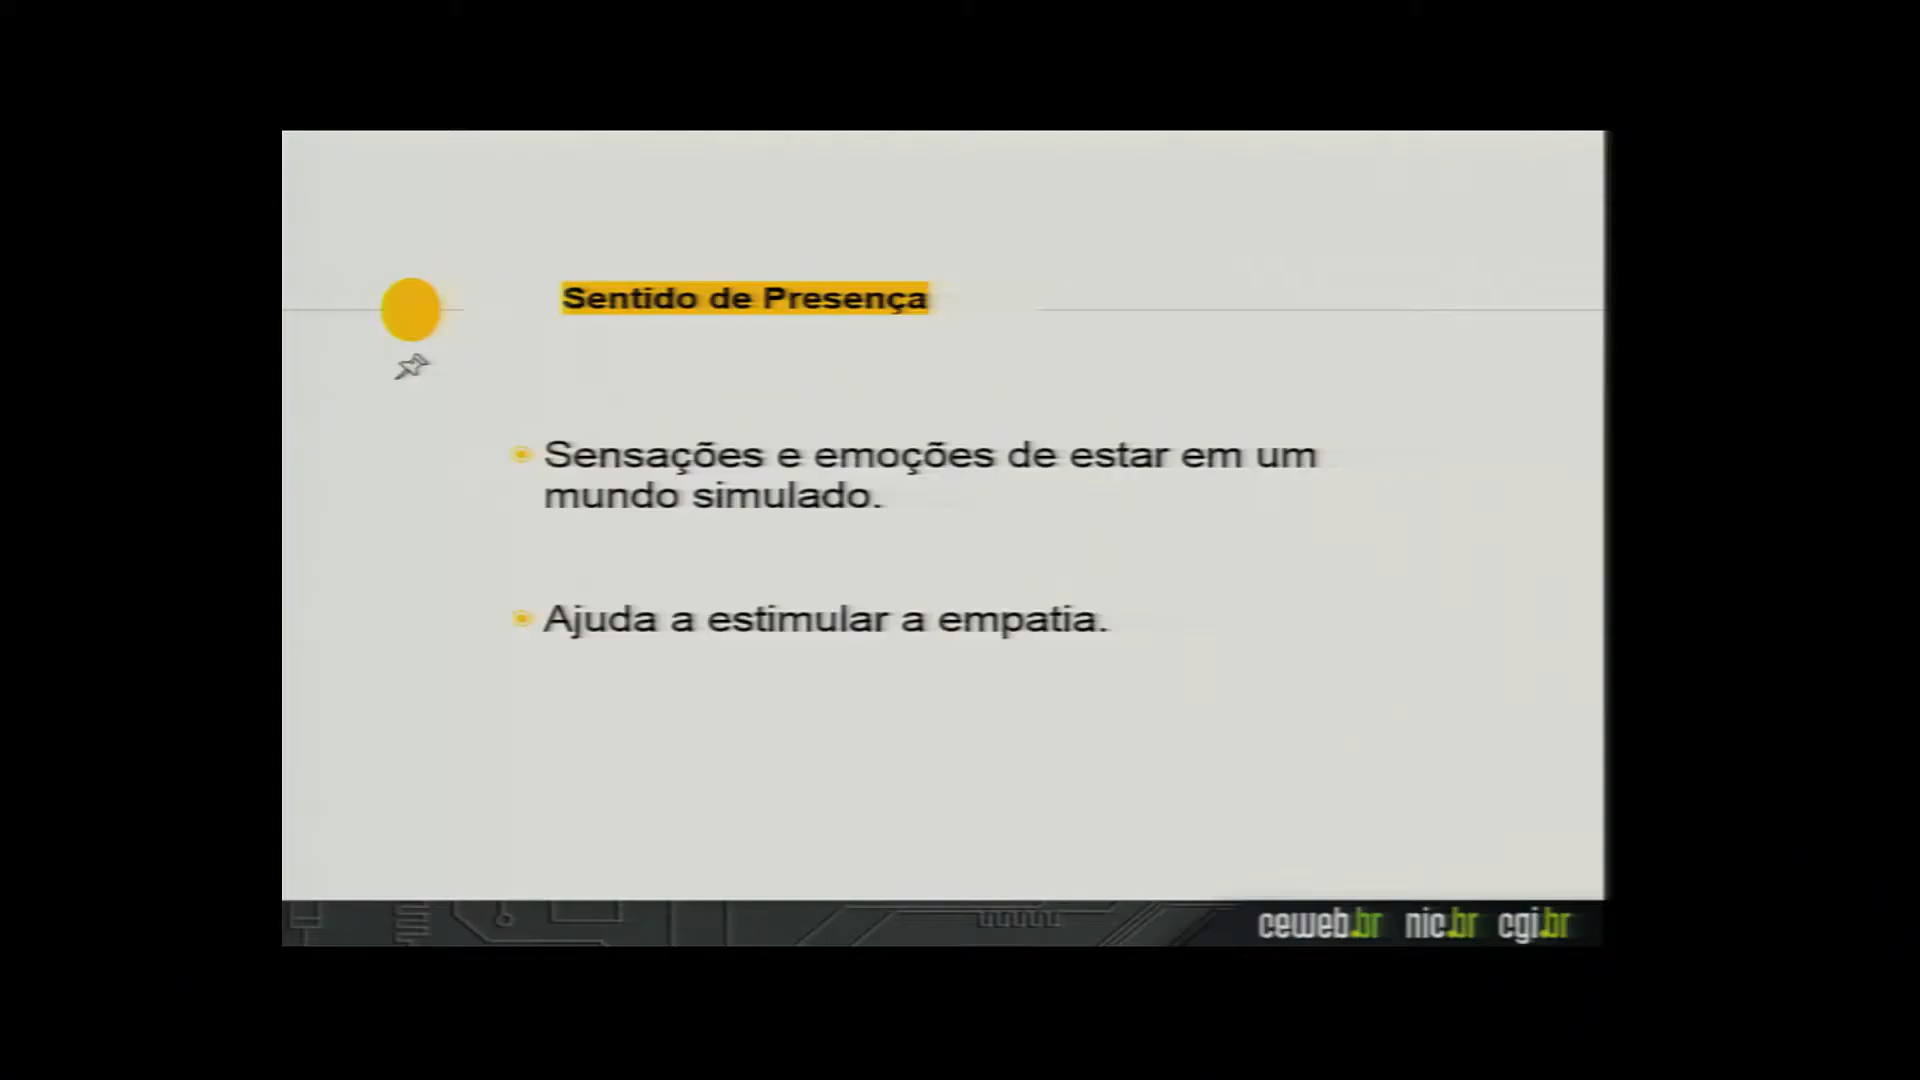 Sentido de Presença
Sensações e emoções de estar em um
mundo simulado.
Ajuda a estimular a empatia.
ceweb.br nic.br cgi.br